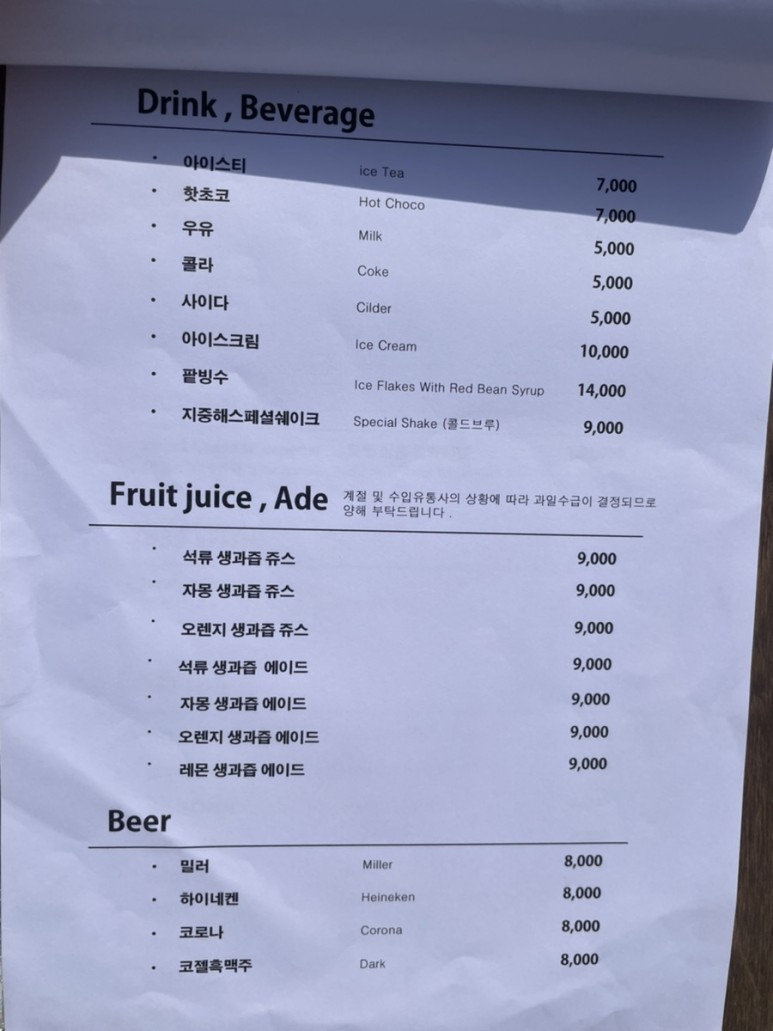 Drink , Beverage
· 아이스티 ice Tea 7,000
· 핫초코 Hot Choco 7,000
· 우유 Milk 5,000
· 콜라 Coke 5,000
· 사이다 Cilder 5,000
· 아이스크림 Ice Cream 10,000
· 팥빙수 Ice Flakes With Red Bean Syrup 14,000
· 지중해스페셜쉐이크 Special Shake (콜드브루) 9,000
Fruit juice , Ade 계절 및 수입유통사의 상황에 따라 과일수급이 결정되므로
양해 부탁드립니다 .
· 석류 생과즙 쥬스 9,000
· 자몽 생과즙 쥬스 9,000
· 오렌지 생과즙 쥬스 9,000
· 석류 생과즙 에이드 9,000
· 자몽 생과즙 에이드 9,000
· 오렌지 생과즙 에이드 9,000
· 레몬 생과즙 에이드 9,000
Beer
· 밀러 Miller 8,000
· 하이네켄 Heineken 8,000
· 코로나 Corona 8,000
· 코젤흑맥주 Dark 8,000